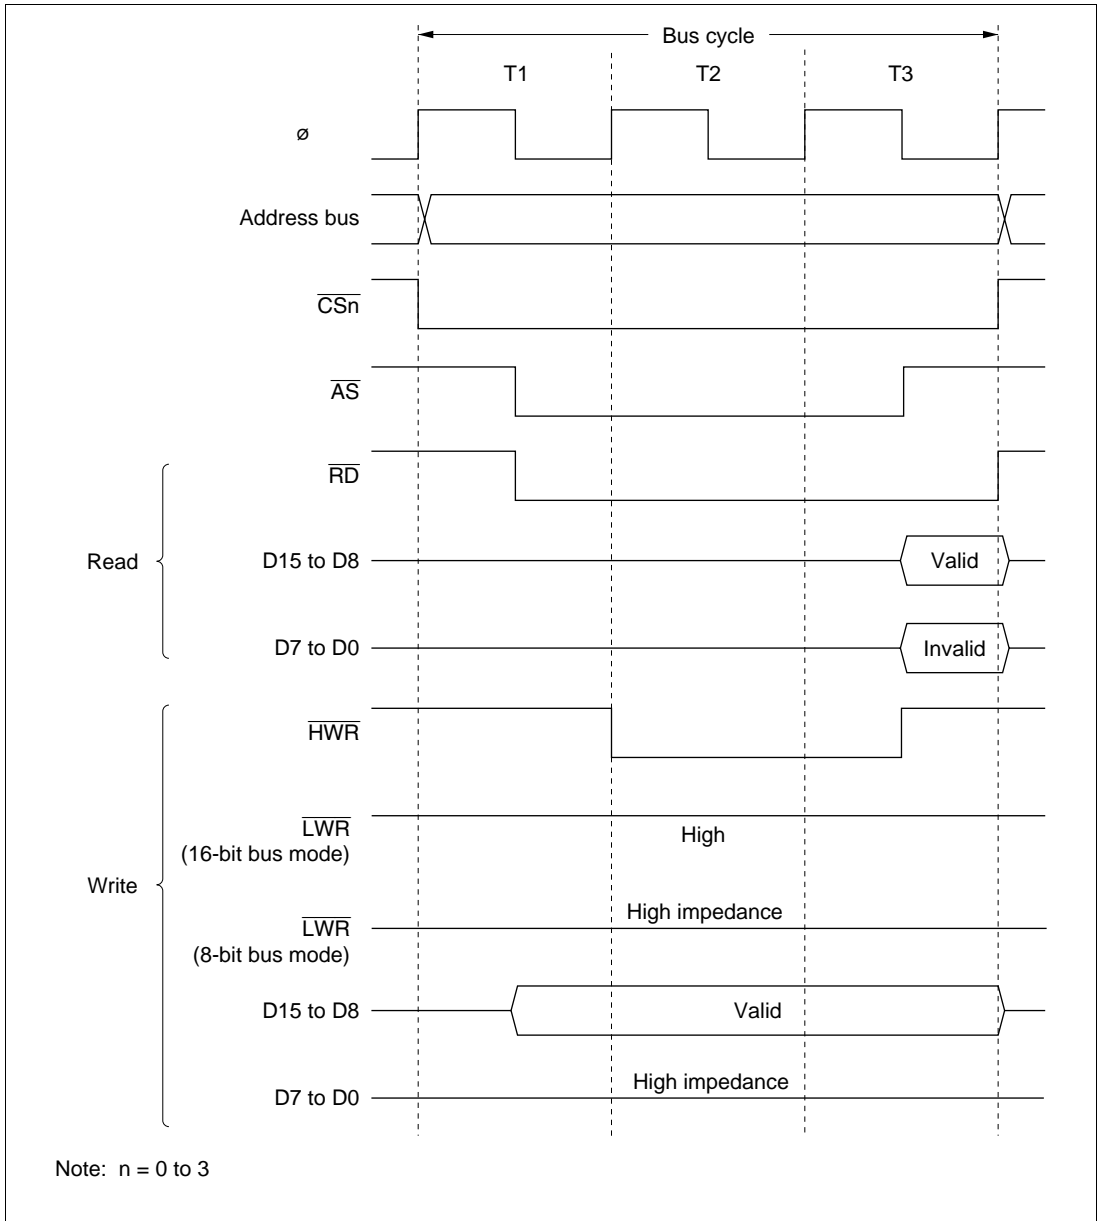 Bus cycle
T1 T2 T3
ø
Address bus
CSn
AS
RD
Read
D15 to D8 Valid
D7 to D0 Invalid
HWR
LWR
(16-bit bus mode)
High
Write
LWR
(8-bit bus mode)
High impedance
D15 to D8 Valid
D7 to D0 High impedance
Note: n = 0 to 3